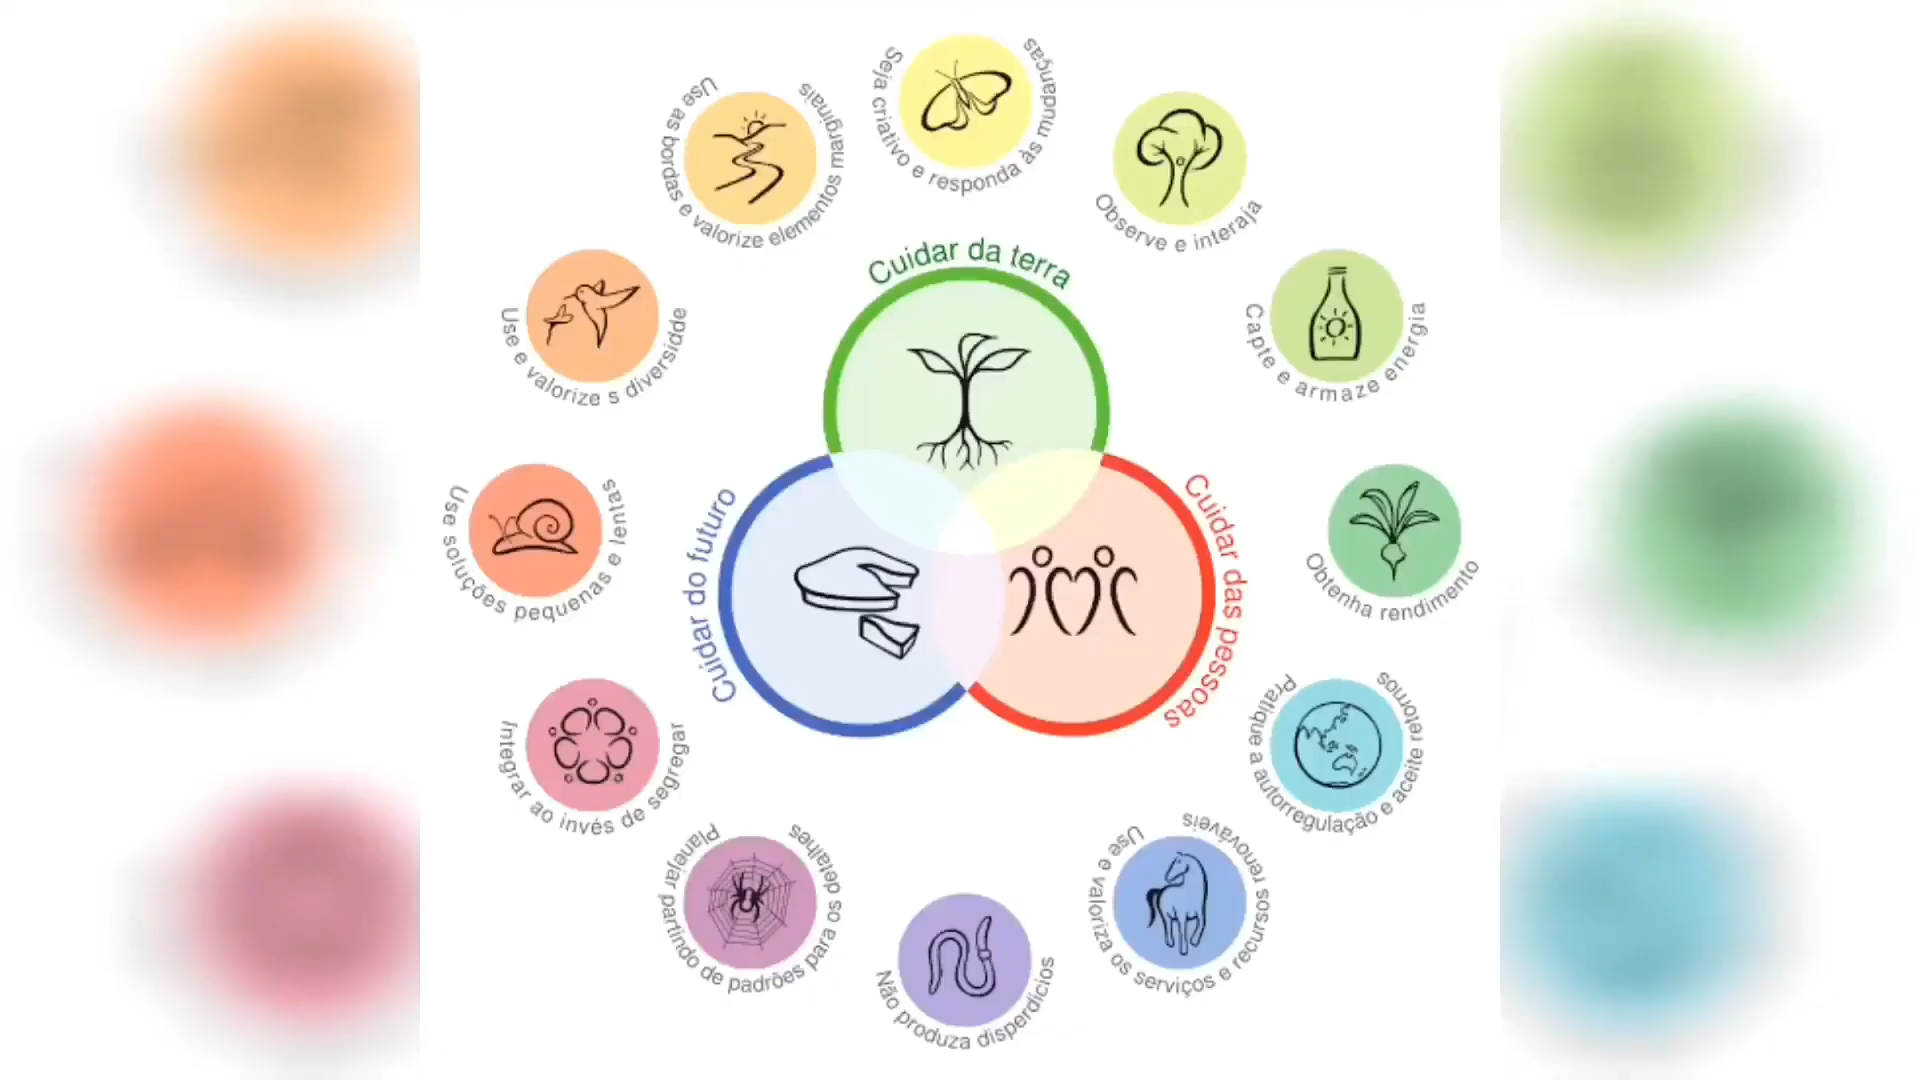 Seja criativo e responda às mudanças
Use as bordas e valorize elementos marginais
Observe e interaja
Cuidar da terra
Use e valorize s diversidde
Capte e armaze energia
Use soluções pequenas e lentas
Cuidar do futuro
Cuidar das pessoas
Obtenha rendimento
Integrar ao invés de segregar
Pratique a autorregulação e aceite retornos
Planejar partindo de padrões para os detalhes
Use e valoriza os serviços e recursos renováveis
Não produza disperdicios